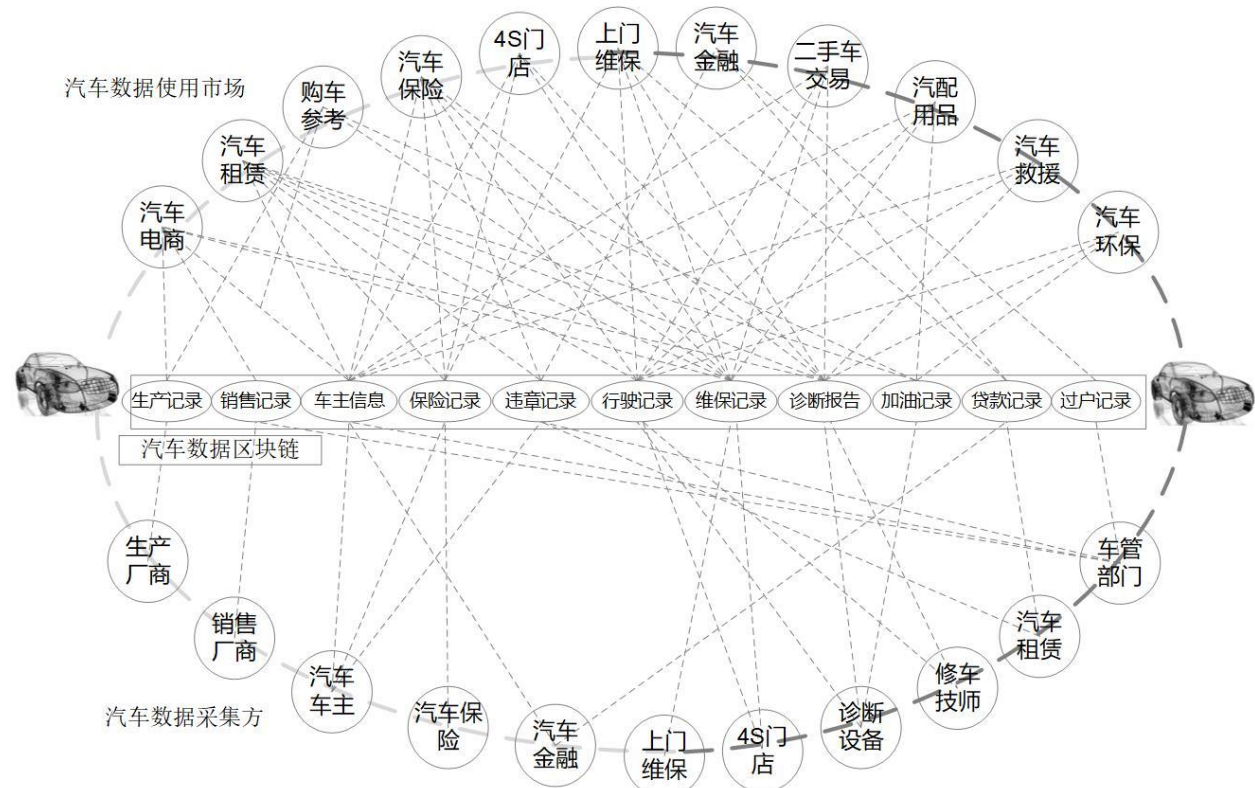 4S门
店
上门
维保
汽车
金融
二手车
交易
汽车
保险
汽车数据使用市场
购车
参考
汽配
用品
汽车
租赁
汽车
救援
汽车
电商
汽车
环保
生产记录
销售记录
车主信息
保险记录
违章记录
行驶记录
维保记录
诊断报告
加油记录
贷款记录
过户记录
汽车数据区块链
生产
厂商
车管
部门
销售
厂商
汽车
租赁
汽车
车主
修车
技师
汽车数据采集方
汽车保
险
汽车
金融
上门
维保
4S门
店
诊断
设备